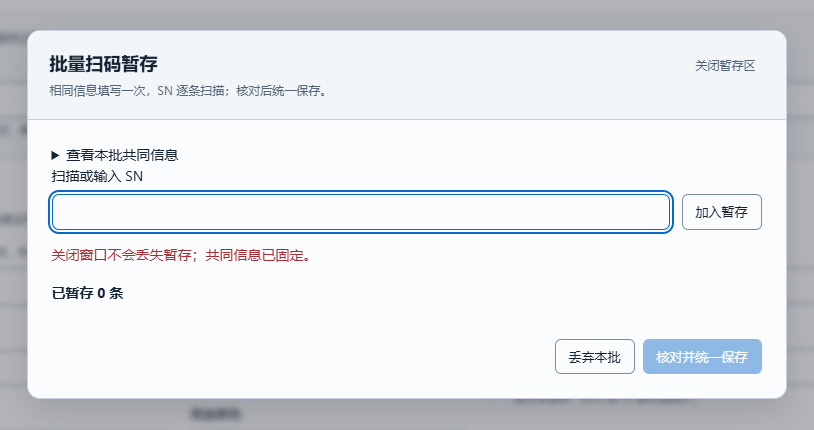 批量扫码暂存
关闭暂存区
相同信息填写一次，SN 逐条扫描；核对后统一保存。
▶ 查看本批共同信息
扫描或输入 SN
加入暂存
关闭窗口不会丢失暂存；共同信息已固定。
已暂存 0 条
丢弃本批
核对并统一保存